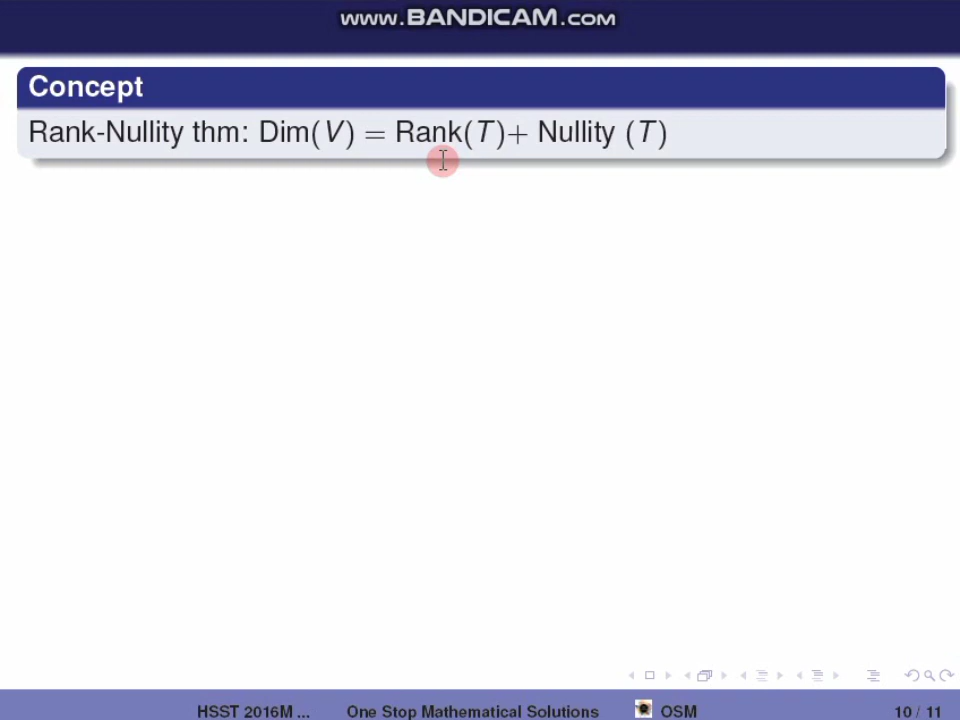 www.BANDICAM.com
Concept
Rank-Nullity thm: Dim(V) = Rank(T)+ Nullity (T)
HSST 2016M ... One Stop Mathematical Solutions OSM 10 / 11